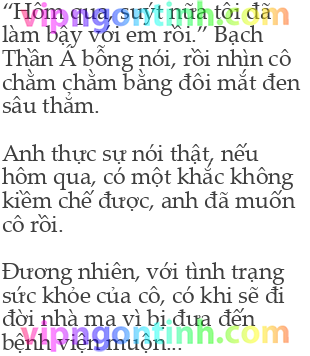 “Hôm qua, suýt nữa tôi đã
làm bậy với em rồi.” Bạch
Thần Á bỗng nói, rồi nhìn cô
chằm chằm bằng đôi mắt đen
sâu thẳm.
Anh thực sự nói thật, nếu
hôm qua, có một khắc không
kiềm chế được, anh đã muốn
cô rồi.
Đương nhiên, với tình trạng
sức khỏe của cô, có khi sẽ đi
đời nhà ma vì bị đưa đến
bệnh viện muộn...
vipngontinh.com
vipngontinh.com